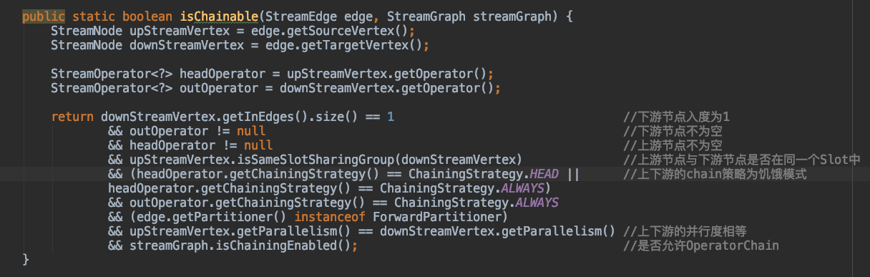 public static boolean isChainable(StreamEdge edge, StreamGraph streamGraph) {
StreamNode upStreamVertex = edge.getSourceVertex();
StreamNode downStreamVertex = edge.getTargetVertex();
StreamOperator<?> headOperator = upStreamVertex.getOperator();
StreamOperator<?> outOperator = downStreamVertex.getOperator();
return downStreamVertex.getInEdges().size() == 1 //下游节点入度为1
&& outOperator != null //下游节点不为空
&& headOperator != null //上游节点不为空
&& upStreamVertex.isSameSlotSharingGroup(downStreamVertex) //上游节点与下游节点是否在同一个Slot中
&& (headOperator.getChainingStrategy() == ChainingStrategy.HEAD || //上下游的chain策略为饥饿模式
headOperator.getChainingStrategy() == ChainingStrategy.ALWAYS)
&& outOperator.getChainingStrategy() == ChainingStrategy.ALWAYS
&& (edge.getPartitioner() instanceof ForwardPartitioner)
&& upStreamVertex.getParallelism() == downStreamVertex.getParallelism() //上下游的并行度相等
&& streamGraph.isChainingEnabled(); //是否允许OperatorChain
}